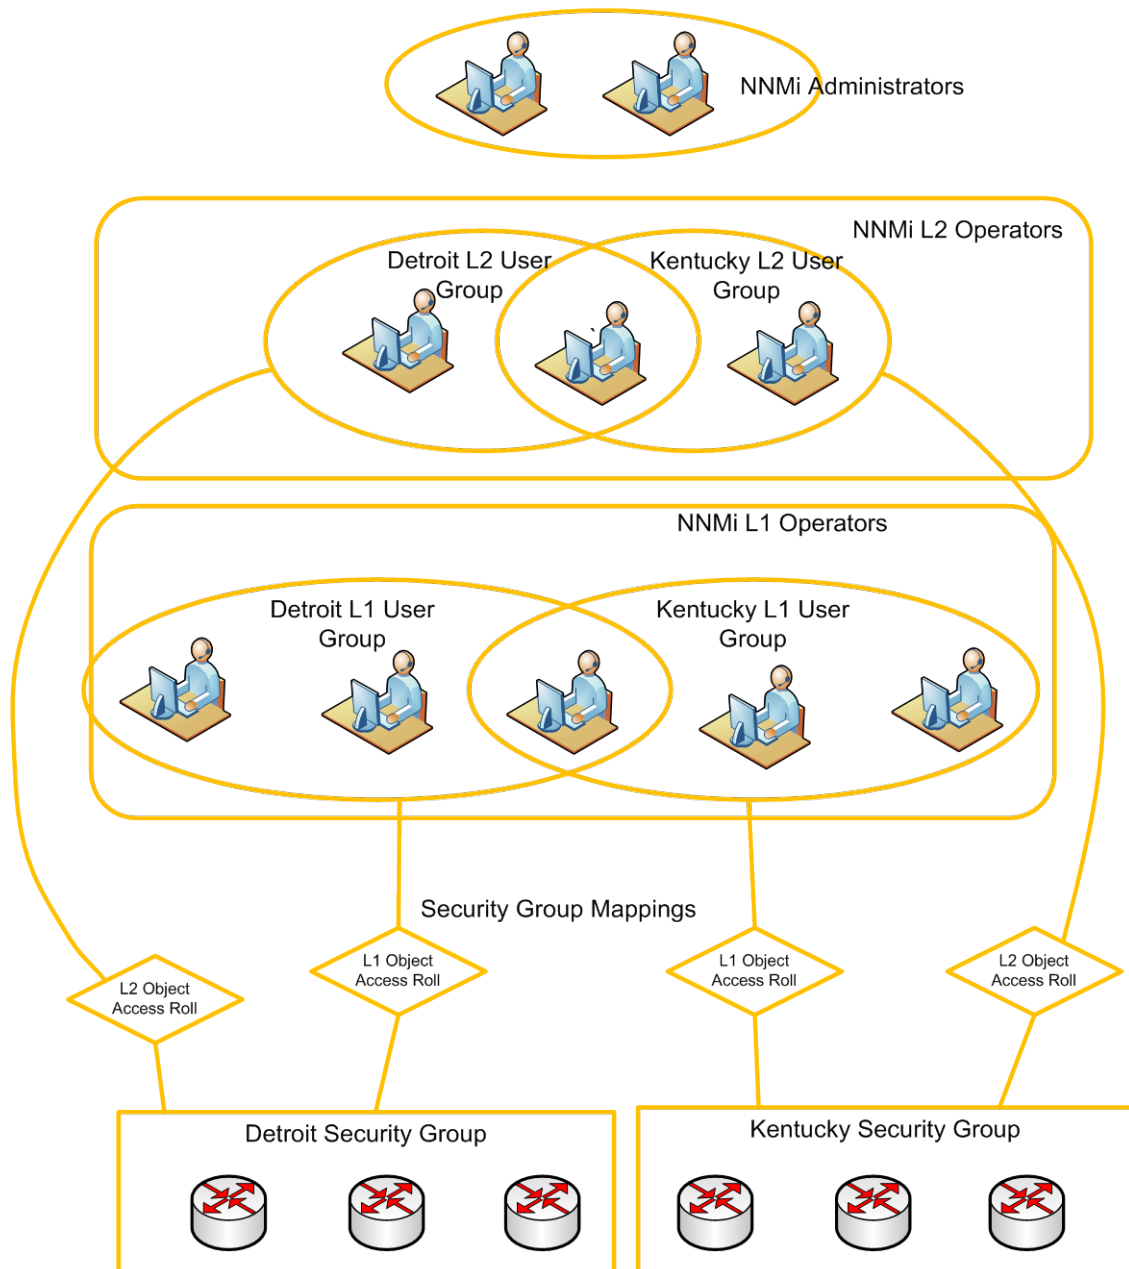 NNMi Administrators
NNMi L2 Operators
Detroit L2 User
Group
Kentucky L2 User
Group
NNMi L1 Operators
Detroit L1 User
Group
Kentucky L1 User
Group
Security Group Mappings
L2 Object
Access Roll
L1 Object
Access Roll
L1 Object
Access Roll
L2 Object
Access Roll
Detroit Security Group
Kentucky Security Group